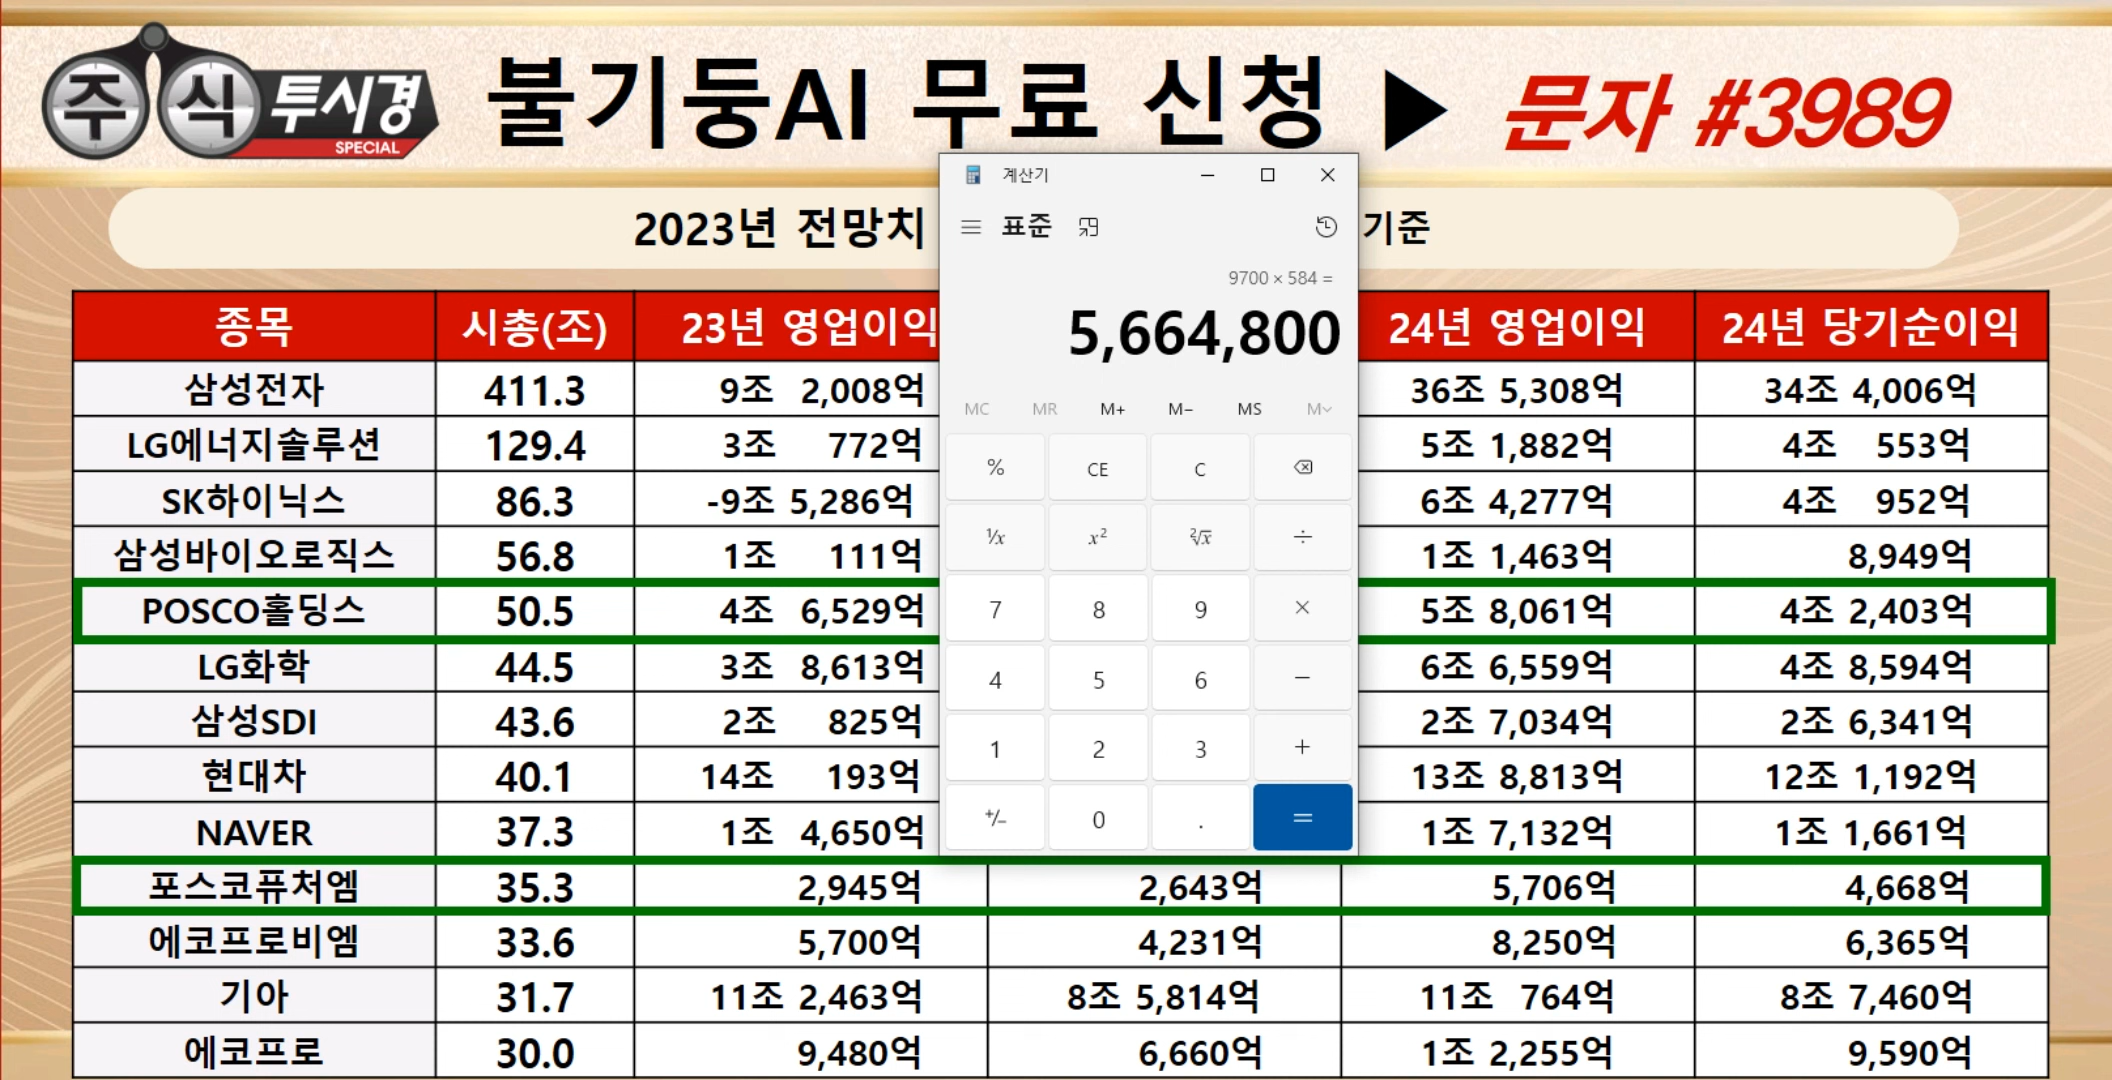 주식투시경
SPECIAL
불기둥AI 무료 신청 ▶ 문자 #3989
2023년 전망치
기준
계산기
표준
9700 × 584 =
5,664,800
MC MR M+ M− MS M
% CE C
¹/x x² ²√x ÷
7 8 9 ×
4 5 6 −
1 2 3 +
+/− 0 . =
종목 시총(조) 23년 영업이익 24년 영업이익 24년 당기순이익
삼성전자 411.3 9조 2,008억 36조 5,308억 34조 4,006억
LG에너지솔루션 129.4 3조 772억 5조 1,882억 4조 553억
SK하이닉스 86.3 -9조 5,286억 6조 4,277억 4조 952억
삼성바이오로직스 56.8 1조 111억 1조 1,463억 8,949억
POSCO홀딩스 50.5 4조 6,529억 5조 8,061억 4조 2,403억
LG화학 44.5 3조 8,613억 6조 6,559억 4조 8,594억
삼성SDI 43.6 2조 825억 2조 7,034억 2조 6,341억
현대차 40.1 14조 193억 13조 8,813억 12조 1,192억
NAVER 37.3 1조 4,650억 1조 7,132억 1조 1,661억
포스코퓨처엠 35.3 2,945억 2,643억 5,706억 4,668억
에코프로비엠 33.6 5,700억 4,231억 8,250억 6,365억
기아 31.7 11조 2,463억 8조 5,814억 11조 764억 8조 7,460억
에코프로 30.0 9,480억 6,660억 1조 2,255억 9,590억